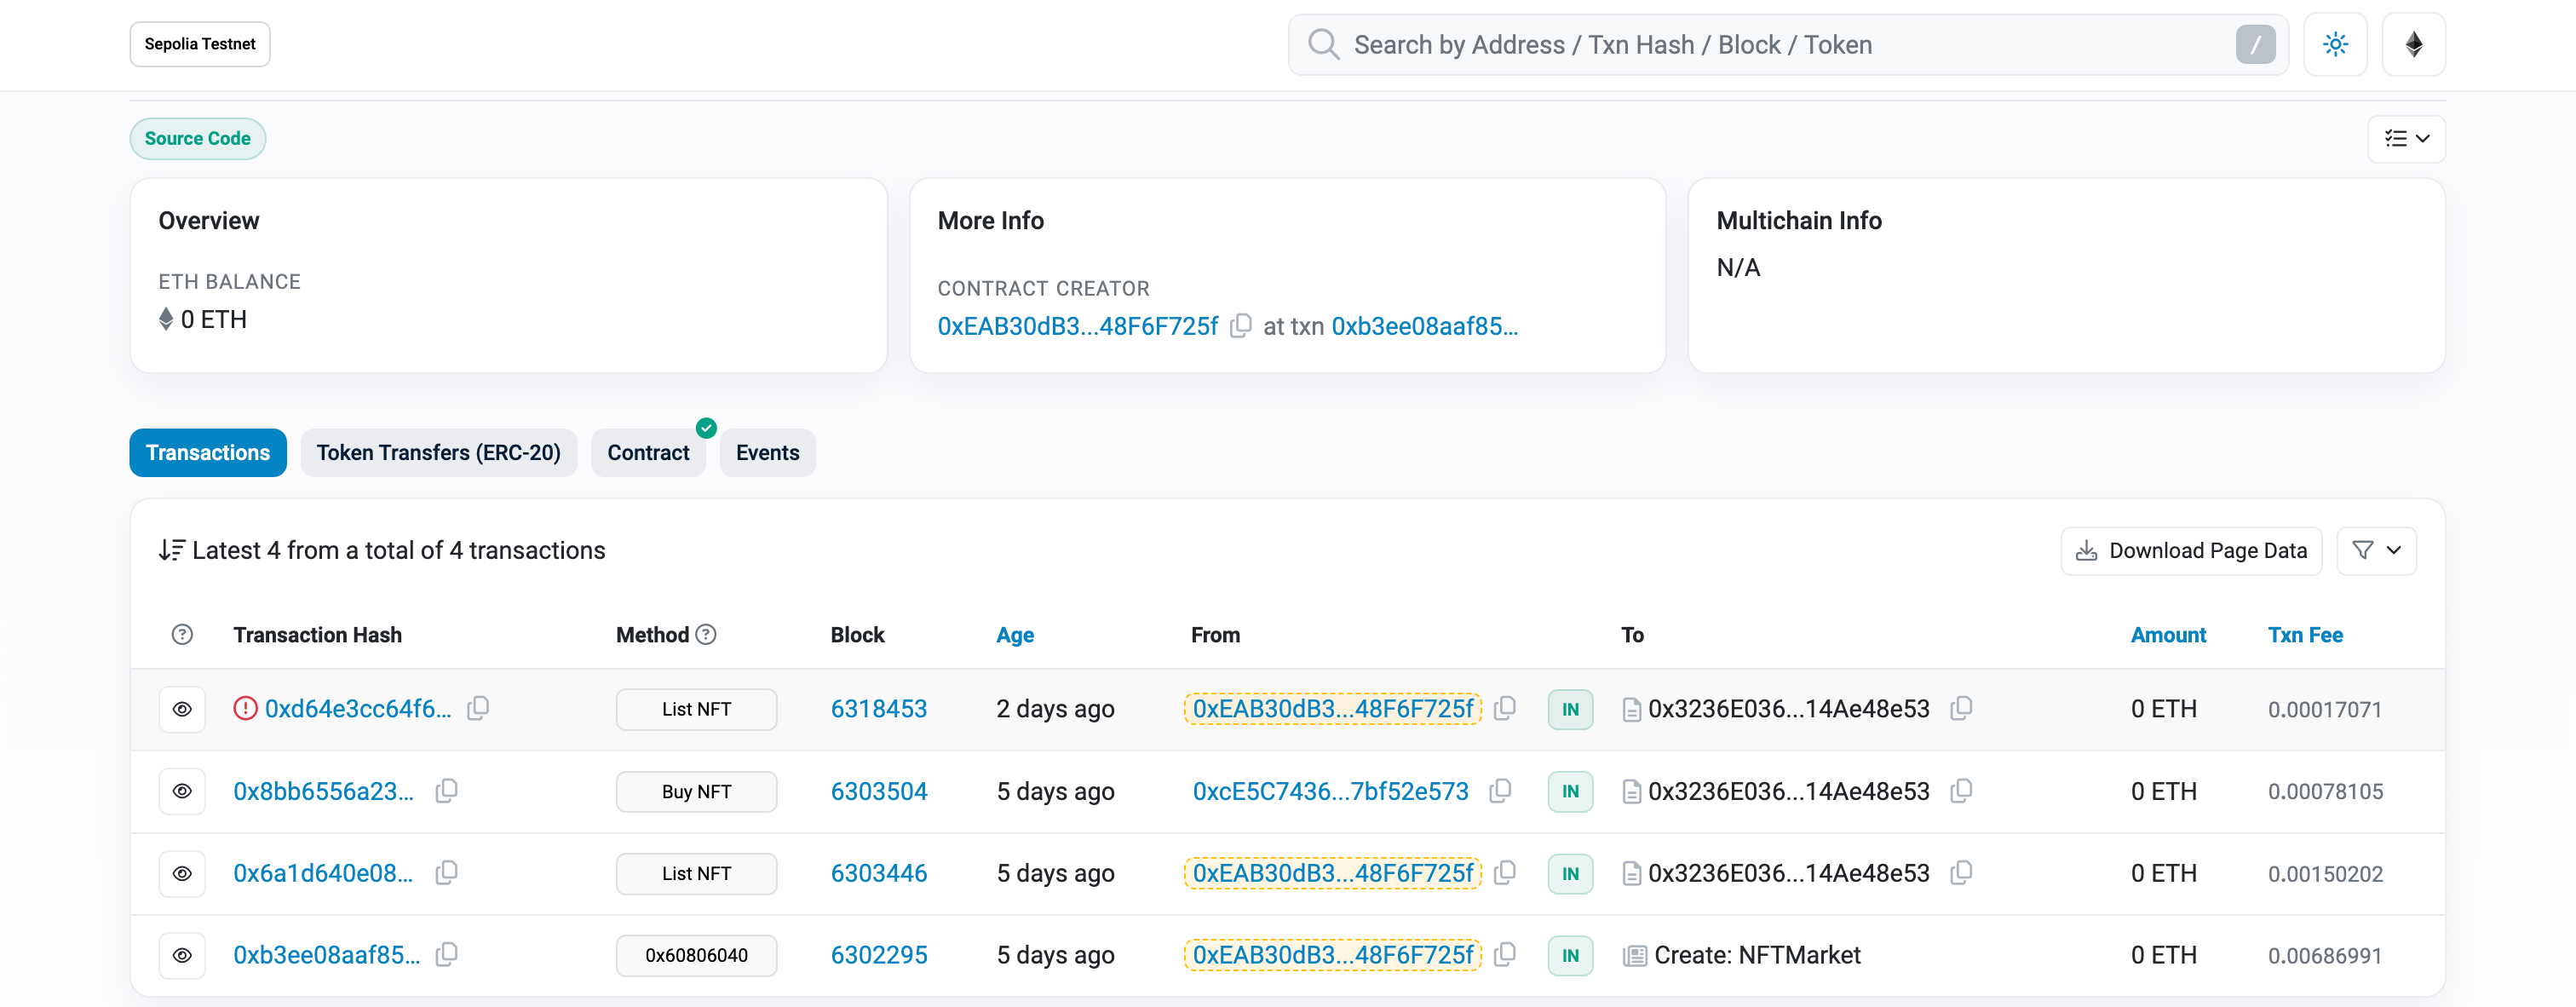 Sepolia Testnet
Search by Address / Txn Hash / Block / Token
/
Source Code
Overview
ETH BALANCE
0 ETH
More Info
CONTRACT CREATOR
0xEAB30dB3...48F6F725f at txn 0xb3ee08aaf85...
Multichain Info
N/A
Transactions Token Transfers (ERC-20) Contract Events
Latest 4 from a total of 4 transactions
Download Page Data
? Transaction Hash Method ? Block Age From To Amount Txn Fee
0xd64e3cc64f6... List NFT 6318453 2 days ago 0xEAB30dB3...48F6F725f IN 0x3236E036...14Ae48e53 0 ETH 0.00017071
0x8bb6556a23... Buy NFT 6303504 5 days ago 0xcE5C7436...7bf52e573 IN 0x3236E036...14Ae48e53 0 ETH 0.00078105
0x6a1d640e08... List NFT 6303446 5 days ago 0xEAB30dB3...48F6F725f IN 0x3236E036...14Ae48e53 0 ETH 0.00150202
0xb3ee08aaf85... 0x60806040 6302295 5 days ago 0xEAB30dB3...48F6F725f IN Create: NFTMarket 0 ETH 0.00686991